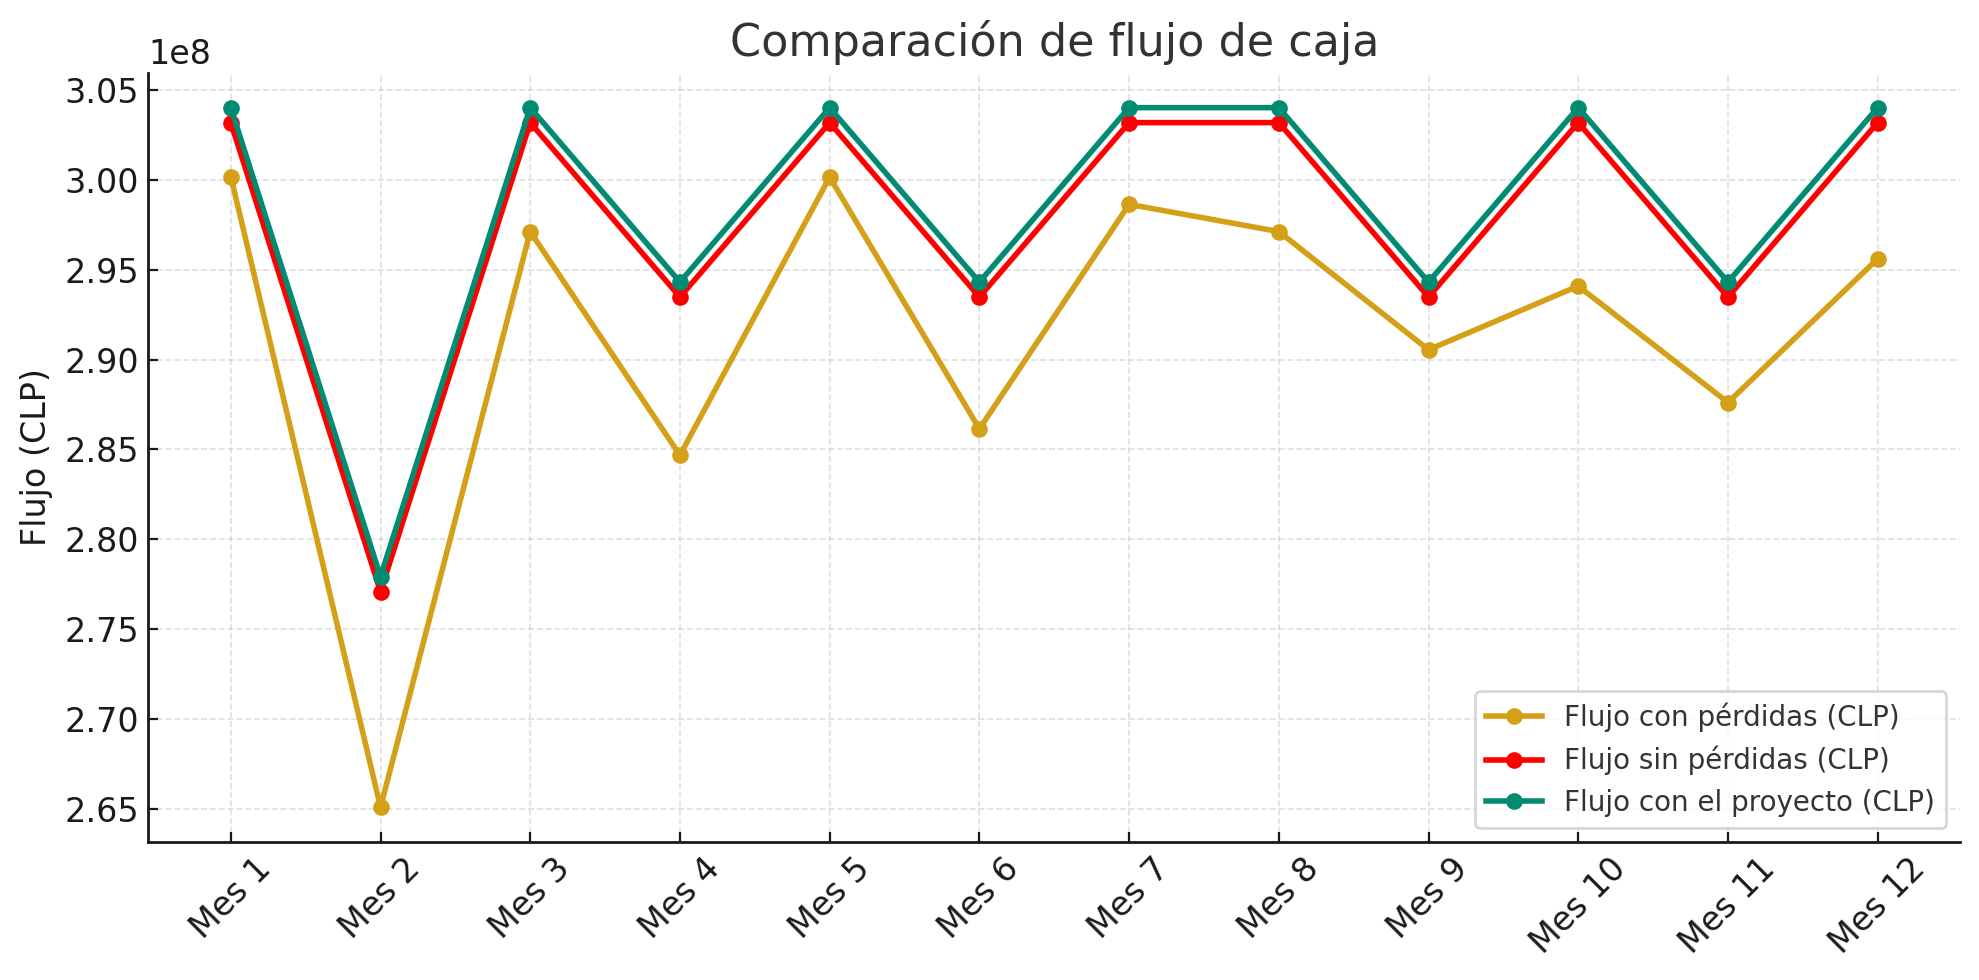 Comparación de flujo de caja
1e8
3.05
3.00
2.95
2.90
2.85
2.80
2.75
2.70
2.65
Flujo (CLP)
Flujo con pérdidas (CLP)
Flujo sin pérdidas (CLP)
Flujo con el proyecto (CLP)
Mes 1
Mes 2
Mes 3
Mes 4
Mes 5
Mes 6
Mes 7
Mes 8
Mes 9
Mes 10
Mes 11
Mes 12